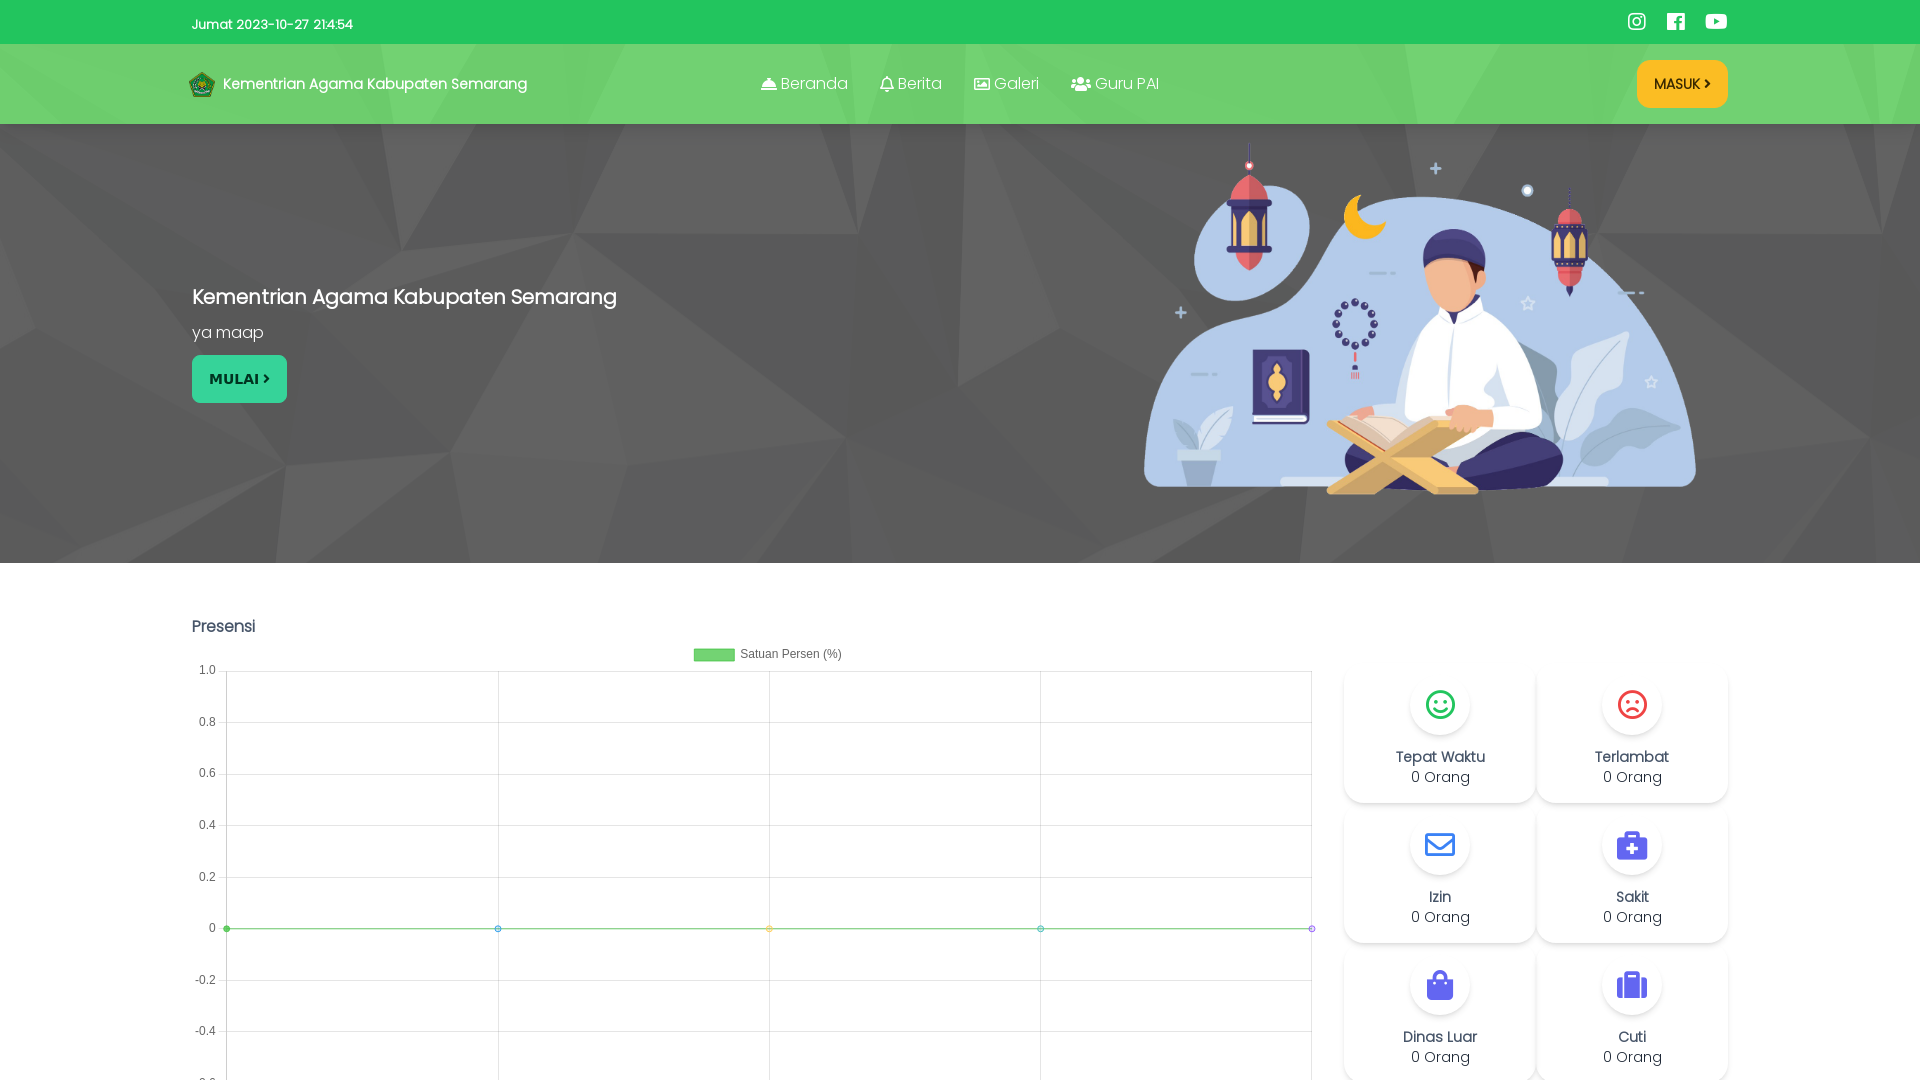 Jumat 2023-10-27 21:4:54
Kementrian Agama Kabupaten Semarang
Beranda
Berita
Galeri
Guru PAI
MASUK
Kementrian Agama Kabupaten Semarang
ya maap
MULAI
Presensi
Satuan Persen (%)
1.0
0.8
0.6
0.4
0.2
0
-0.2
-0.4
Tepat Waktu
0 Orang
Terlambat
0 Orang
Izin
0 Orang
Sakit
0 Orang
Dinas Luar
0 Orang
Cuti
0 Orang